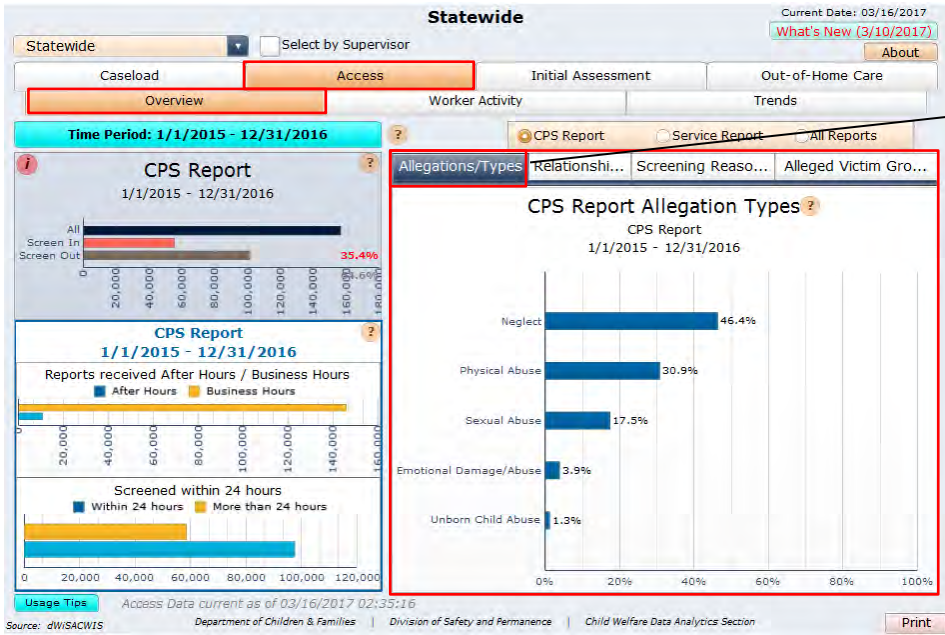 Statewide
Current Date: 03/16/2017
What's New (3/10/2017)
Statewide
Select by Supervisor
About
Caseload
Access
Initial Assessment
Out-of-Home Care
Overview
Worker Activity
Trends
Time Period: 1/1/2015 - 12/31/2016
?
CPS Report
Service Report
All Reports
i
CPS Report
?
1/1/2015 - 12/31/2016
All
Screen In
Screen Out
35.4%
0
20,000
40,000
60,000
80,000
100,000
120,000
140,000
160,000
CPS Report
?
1/1/2015 - 12/31/2016
Reports received After Hours / Business Hours
After Hours
Business Hours
20,000
40,000
60,000
80,000
100,000
120,000
140,000
160,000
Screened within 24 hours
Within 24 hours
More than 24 hours
0
20,000
40,000
60,000
80,000
100,000
120,000
Allegations/Types
Relationshi...
Screening Reaso...
Alleged Victim Gro...
CPS Report Allegation Types ?
CPS Report
1/1/2015 - 12/31/2016
Neglect
46.4%
Physical Abuse
30.9%
Sexual Abuse
17.5%
Emotional Damage/Abuse
3.9%
Unborn Child Abuse
1.3%
0%
20%
40%
60%
80%
100%
Usage Tips
Access Data current as of 03/16/2017 02:35:16
Source: dWiSACWIS
Department of Children & Families | Division of Safety and Permanence | Child Welfare Data Analytics Section
Print